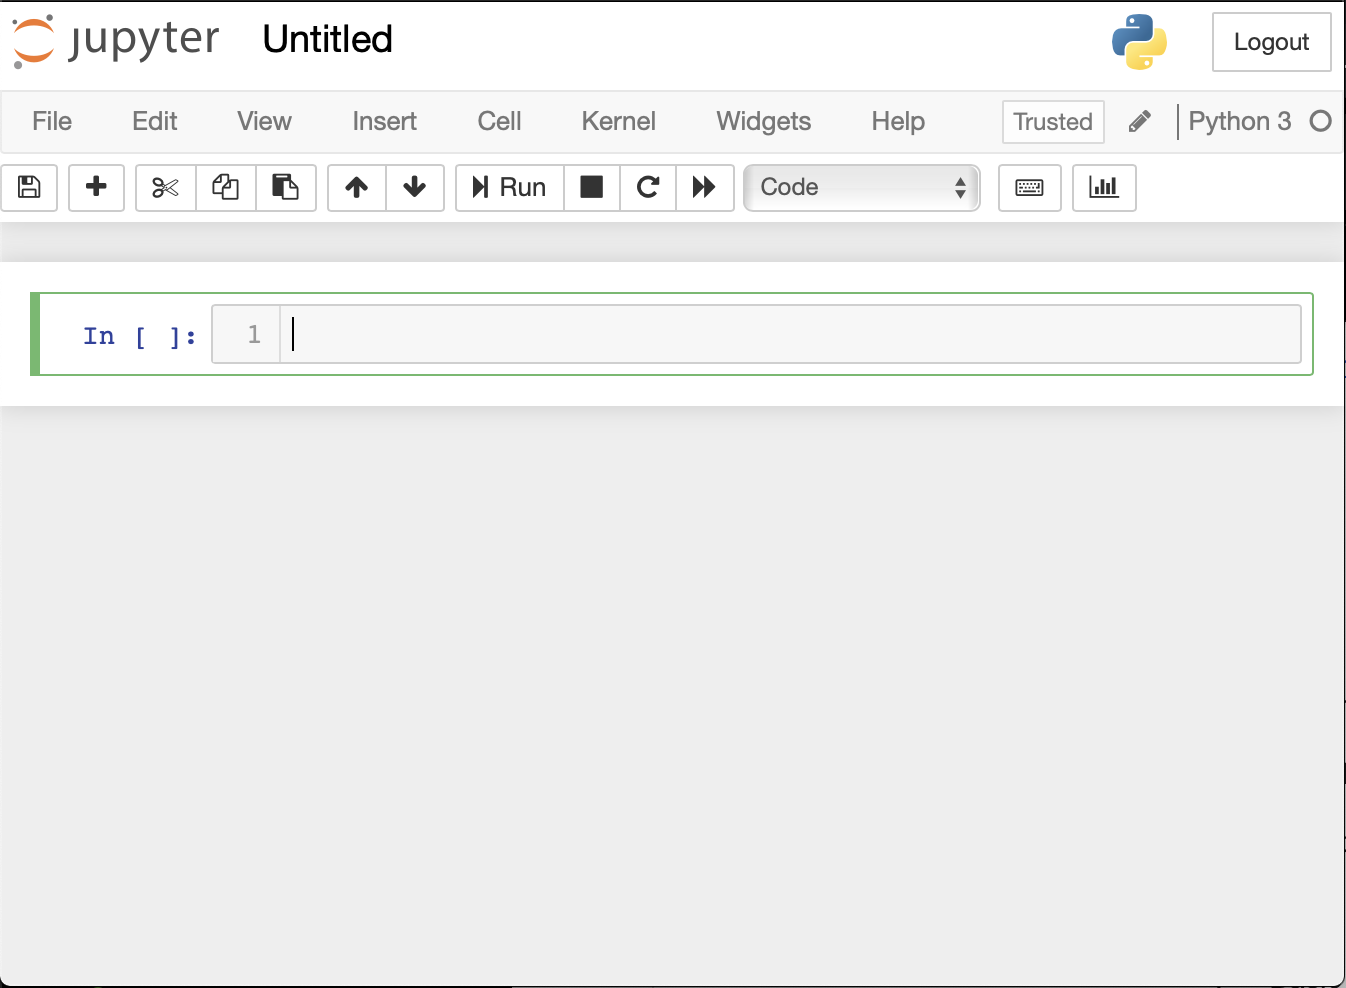 jupyter Untitled Logout
File Edit View Insert Cell Kernel Widgets Help Trusted Python 3
Run Code
In [ ]: 1